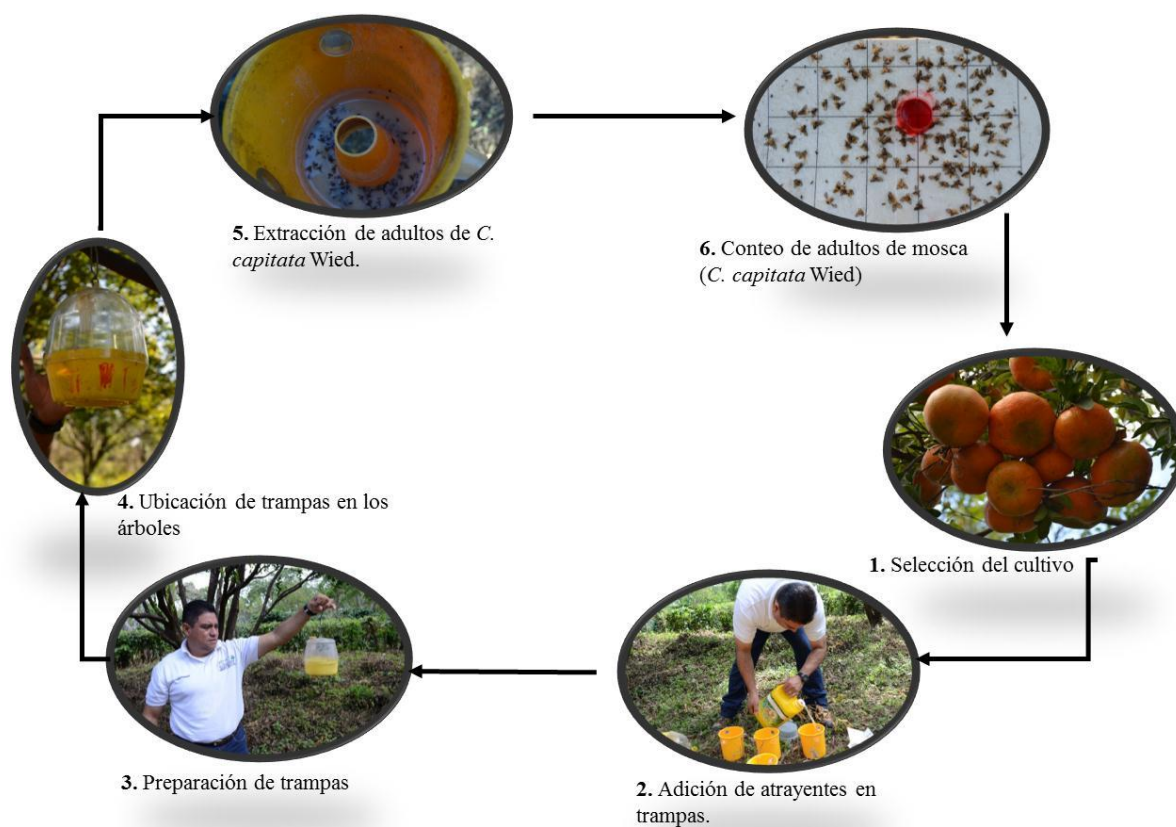 5. Extracción de adultos de C.
capitata Wied.
6. Conteo de adultos de mosca
(C. capitata Wied)
4. Ubicación de trampas en los
árboles
1. Selección del cultivo
3. Preparación de trampas
2. Adición de atrayentes en
trampas.